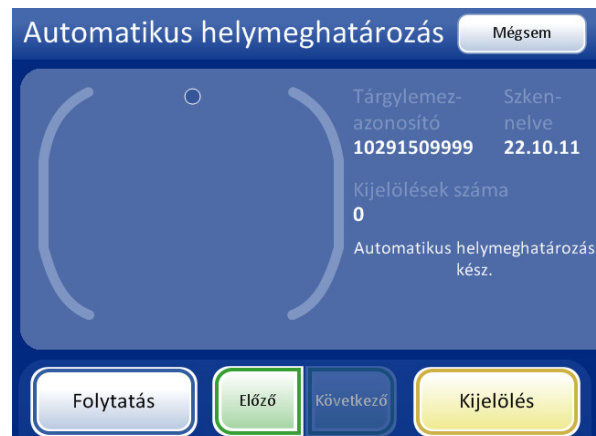 Automatikus helymeghatározás
Mégsem
Tárgylemez-
azonosító
10291509999
Szken-
nelve
22.10.11
Kijelölések száma
0
Automatikus helymeghatározás
kész.
Folytatás
Előző
Következő
Kijelölés